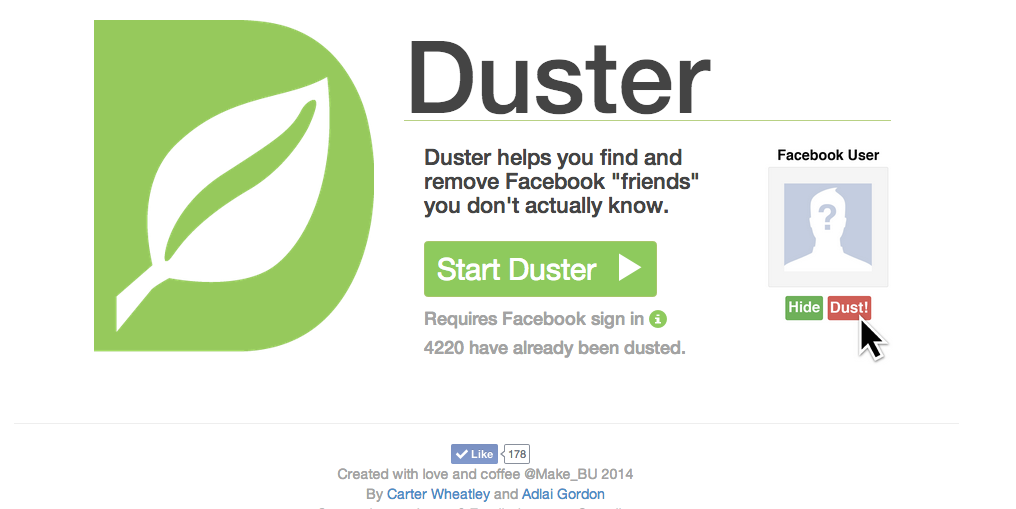 Duster
Duster helps you find and
remove Facebook "friends"
you don't actually know.
Facebook User
?
Start Duster
Hide Dust!
Requires Facebook sign in i
4220 have already been dusted.
Like 178
Created with love and coffee @Make_BU 2014
By Carter Wheatley and Adlai Gordon